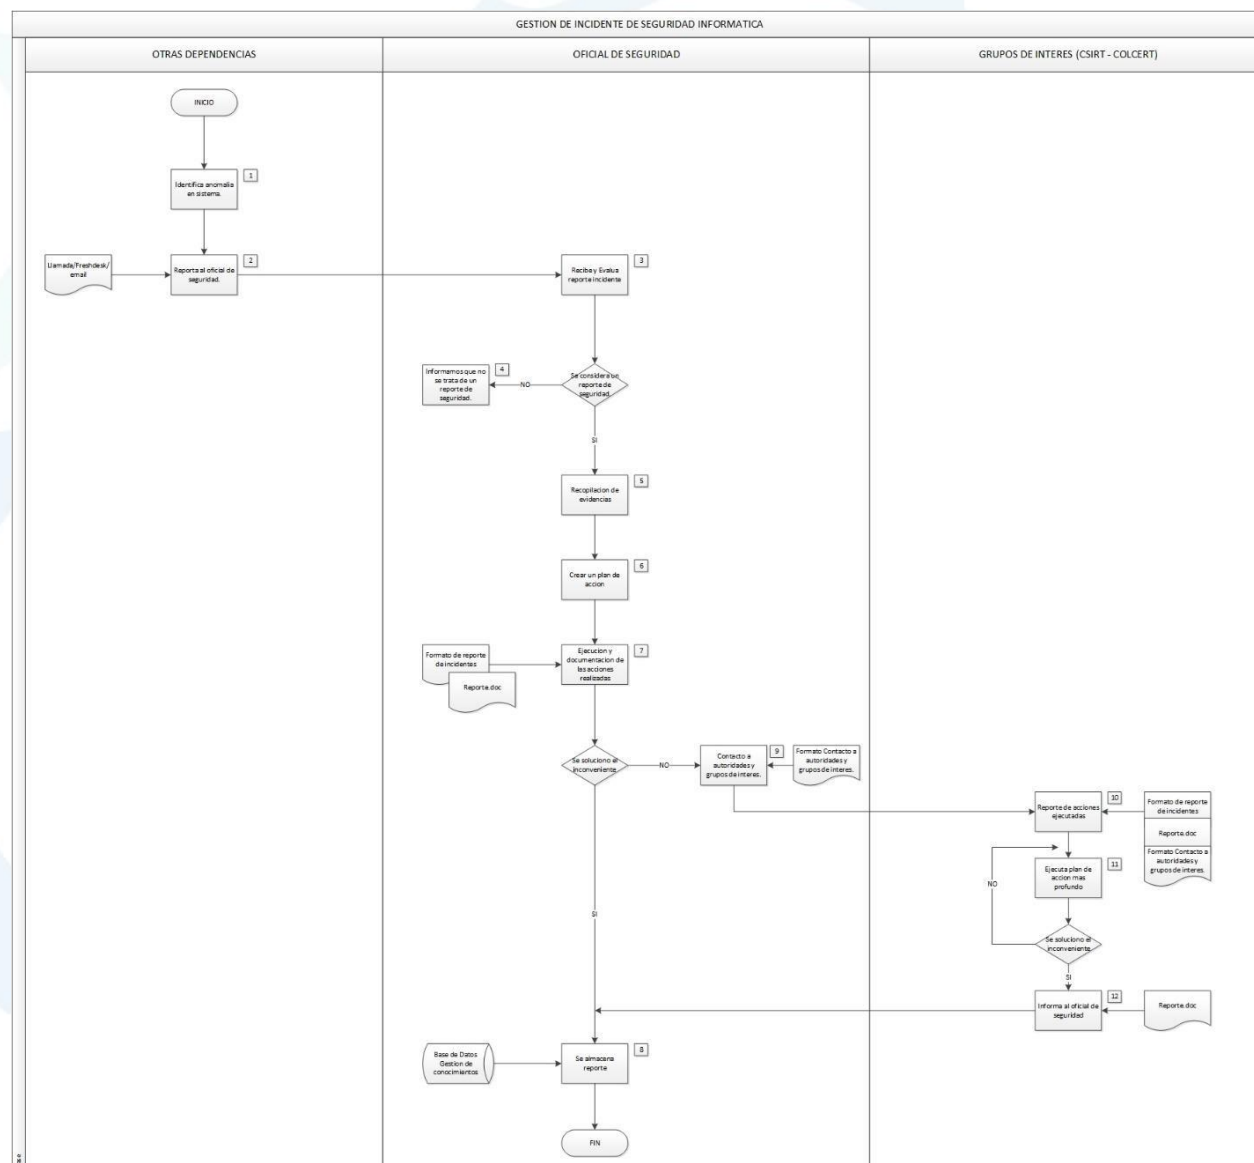 GESTION DE INCIDENTE DE SEGURIDAD INFORMATICA
OTRAS DEPENDENCIAS
OFICIAL DE SEGURIDAD
GRUPOS DE INTERES (CSIRT - COLCERT)
INICIO
1
Identifica anomalia
en sistema.
Llamada/Freshdesk/
email
2
Reporta al oficial de
seguridad.
3
Recibe y Evalua
reporte incidente
4
Informamos que no
se trata de un
reporte de
seguridad.
NO
Se considera un
reporte de
seguridad.
SI
5
Recopilacion de
evidencias
6
Crear un plan de
accion
Formato de reporte
de incidentes
Reporte.doc
7
Ejecucion y
documentacion de
las acciones
realizadas
Se soluciono el
inconveniente.
NO
9
Contacto a
autoridades y
grupos de interes.
Formato Contacto a
autoridades y
grupos de interes.
10
Reporte de acciones
ejecutadas
Formato de reporte
de incidentes
Reporte.doc
Formato Contacto a
autoridades y
grupos de interes.
11
Ejecuta plan de
accion mas
profundo
NO
Se soluciono el
inconveniente.
SI
SI
12
Informa al oficial de
seguridad
Reporte.doc
Base de Datos
Gestion de
conocimientos
8
Se almacena
reporte
FIN